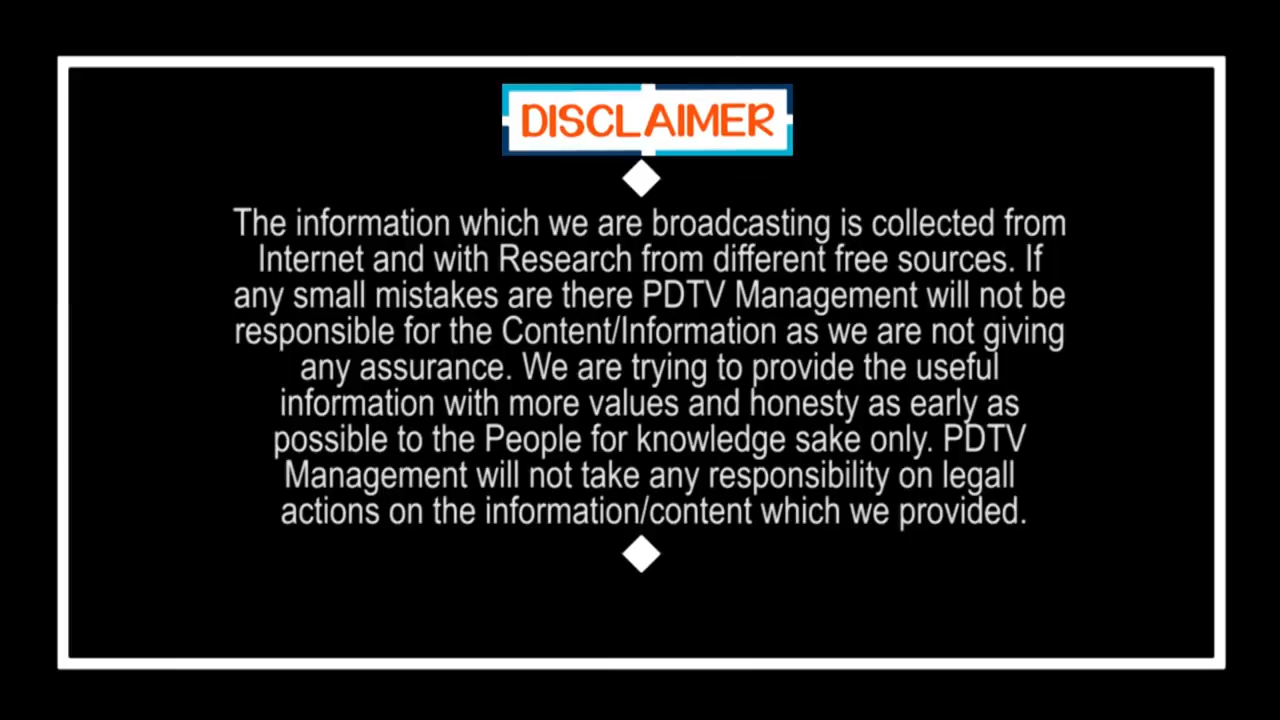 DISCLAIMER
The information which we are broadcasting is collected from
Internet and with Research from different free sources. If
any small mistakes are there PDTV Management will not be
responsible for the Content/Information as we are not giving
any assurance. We are trying to provide the useful
information with more values and honesty as early as
possible to the People for knowledge sake only. PDTV
Management will not take any responsibility on legall
actions on the information/content which we provided.